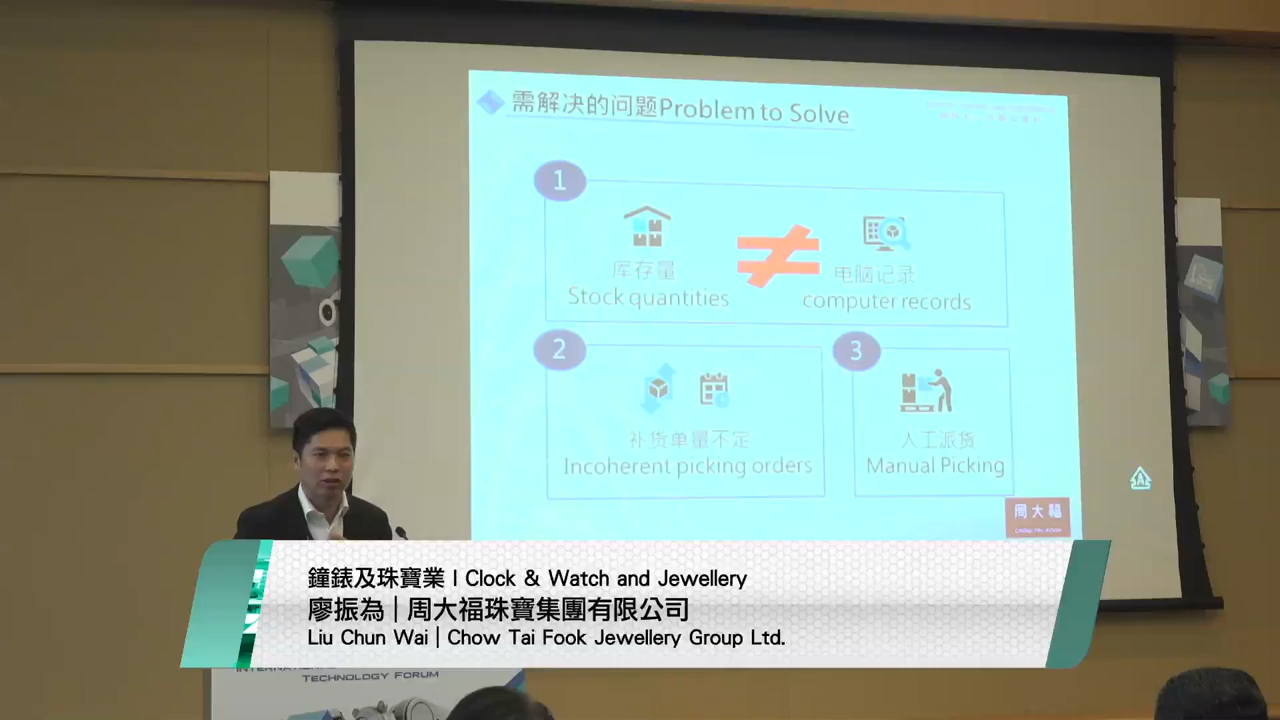 需解决的问题Problem to Solve
1
库存量
Stock quantities
≠
电脑记录
computer records
2
补货单量不定
Incoherent picking orders
3
人工派货
Manual Picking
周大福
CHOW TAI FOOK
A
鐘錶及珠寶業 | Clock & Watch and Jewellery
廖振為 | 周大福珠寶集團有限公司
Liu Chun Wai | Chow Tai Fook Jewellery Group Ltd.
TECHNOLOGY FORUM